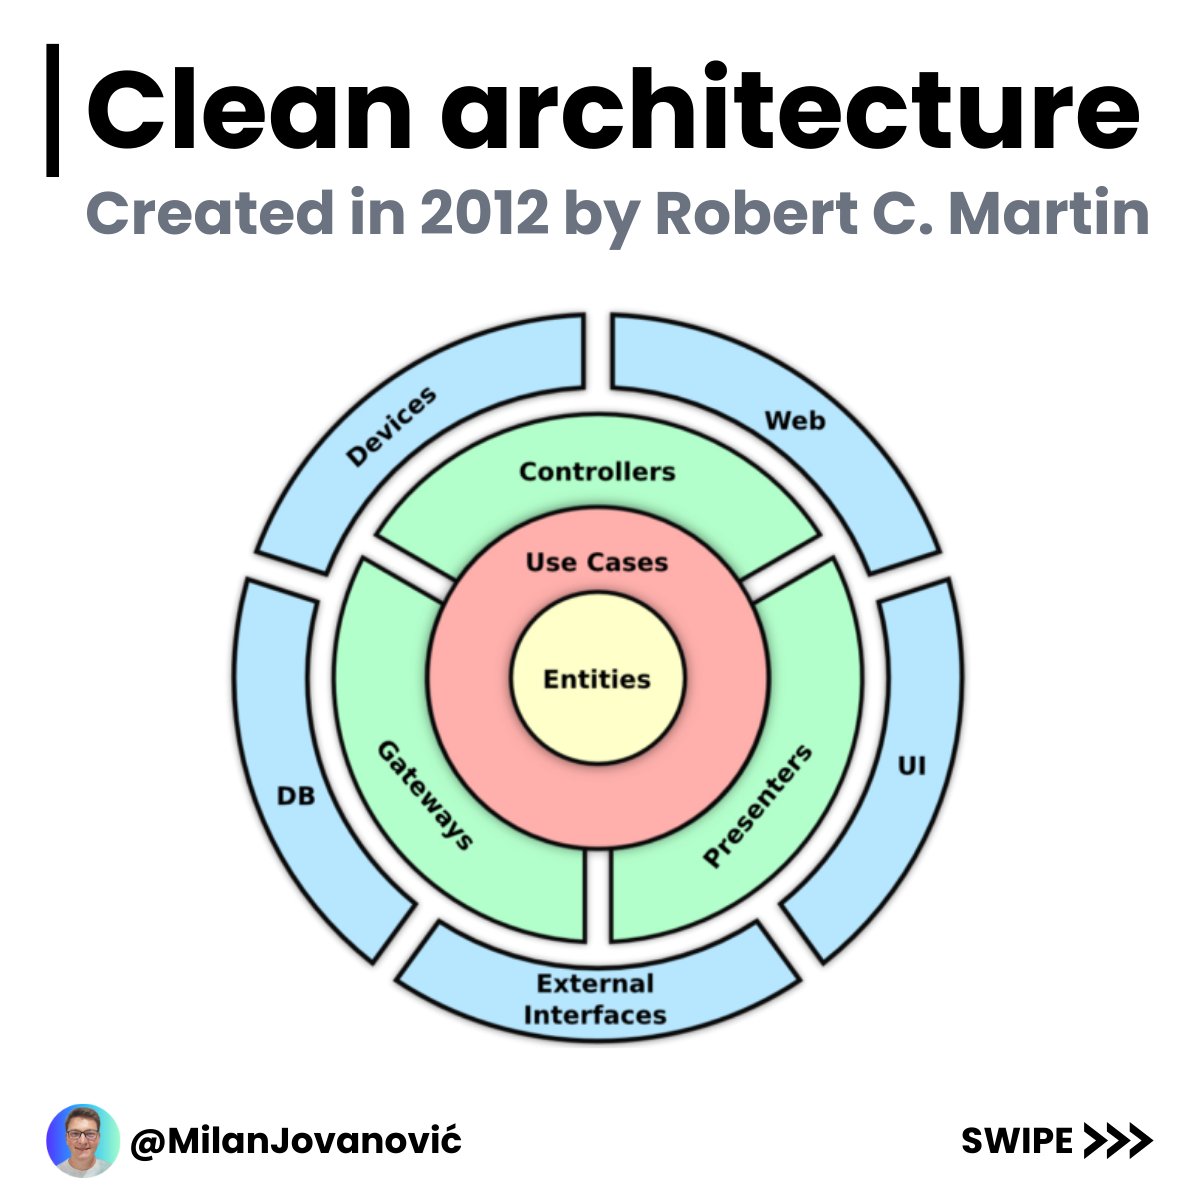 Clean architecture
Created in 2012 by Robert C. Martin
Devices
Web
Controllers
Use Cases
Entities
Gateways
Presenters
DB
UI
External
Interfaces
@MilanJovanović
SWIPE